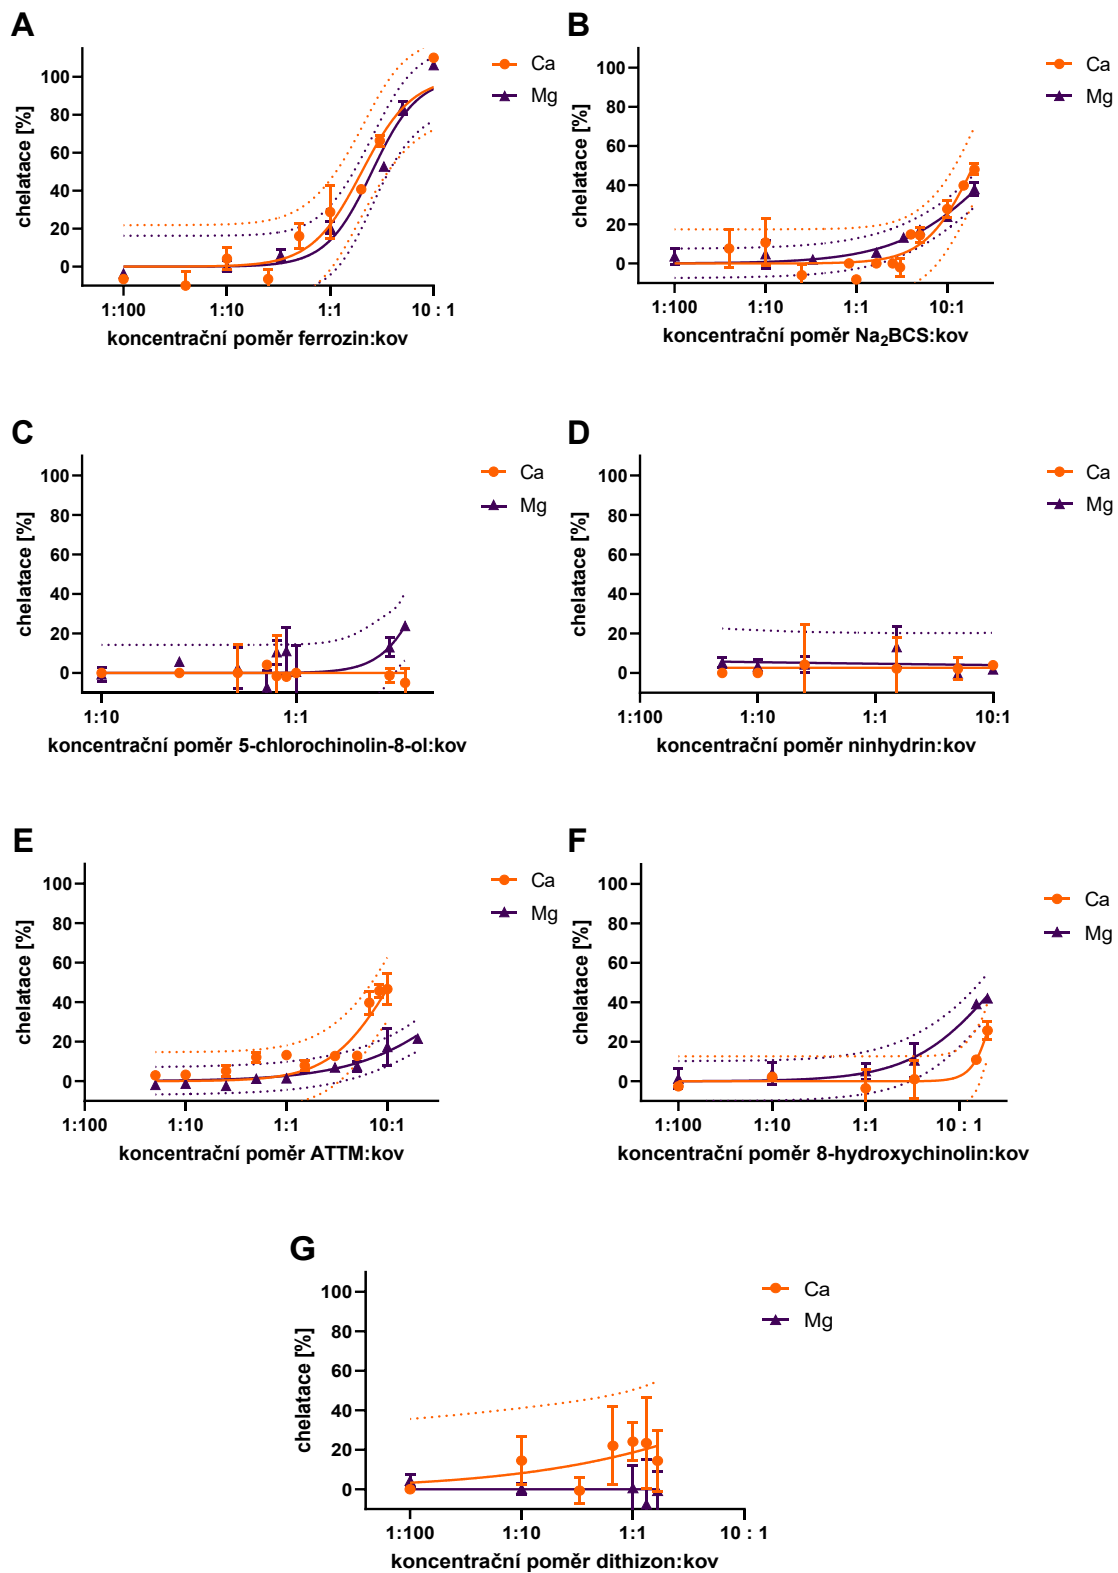 A
chelatace [%]
100
80
60
40
20
0
1:100
1:10
1:1
10 : 1
koncentrační poměr ferrozin:kov
Ca
Mg
B
chelatace [%]
100
80
60
40
20
0
1:100
1:10
1:1
10:1
koncentrační poměr Na₂BCS:kov
Ca
Mg
C
chelatace [%]
100
80
60
40
20
0
1:10
1:1
koncentrační poměr 5-chlorochinolin-8-ol:kov
Ca
Mg
D
chelatace [%]
100
80
60
40
20
0
1:100
1:10
1:1
10:1
koncentrační poměr ninhydrin:kov
Ca
Mg
E
chelatace [%]
100
80
60
40
20
0
1:100
1:10
1:1
10:1
koncentrační poměr ATTM:kov
Ca
Mg
F
chelatace [%]
100
80
60
40
20
0
1:100
1:10
1:1
10 : 1
koncentrační poměr 8-hydroxychinolin:kov
Ca
Mg
G
chelatace [%]
100
80
60
40
20
0
1:100
1:10
1:1
10 : 1
koncentrační poměr dithizon:kov
Ca
Mg